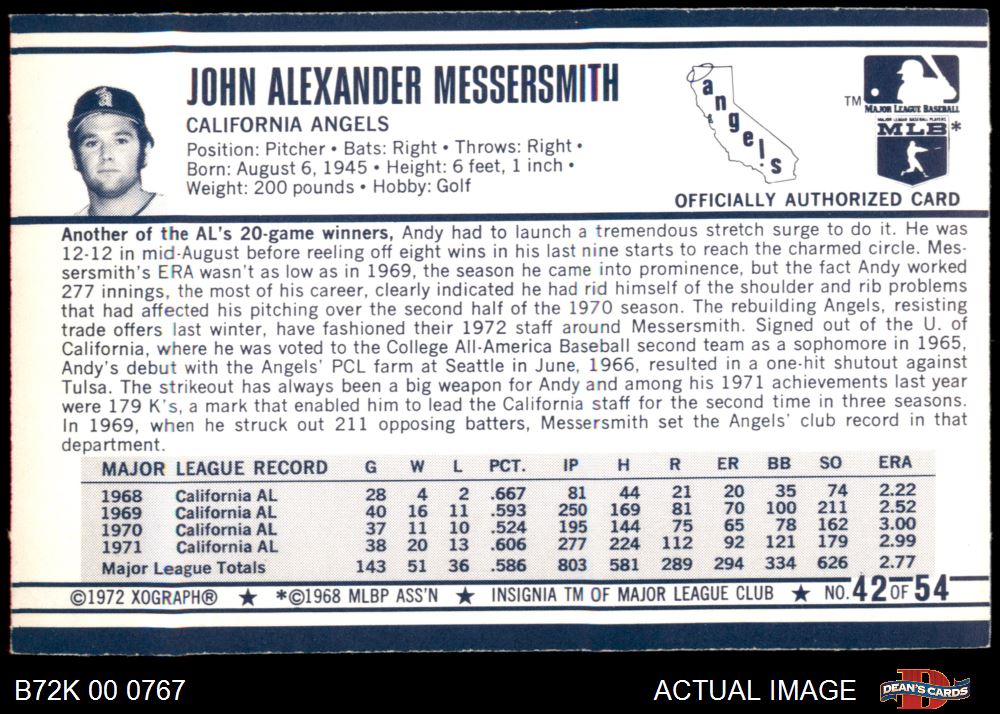 JOHN ALEXANDER MESSERSMITH
CALIFORNIA ANGELS
Position: Pitcher • Bats: Right • Throws: Right •
Born: August 6, 1945 • Height: 6 feet, 1 inch •
Weight: 200 pounds • Hobby: Golf
angels
TM
MAJOR LEAGUE BASEBALL
MAJOR LEAGUE BASEBALL PLAYERS
MLB*
OFFICIALLY AUTHORIZED CARD
Another of the AL's 20-game winners, Andy had to launch a tremendous stretch surge to do it. He was
12-12 in mid-August before reeling off eight wins in his last nine starts to reach the charmed circle. Mes-
sersmith's ERA wasn't as low as in 1969, the season he came into prominence, but the fact Andy worked
277 innings, the most of his career, clearly indicated he had rid himself of the shoulder and rib problems
that had affected his pitching over the second half of the 1970 season. The rebuilding Angels, resisting
trade offers last winter, have fashioned their 1972 staff around Messersmith. Signed out of the U. of
California, where he was voted to the College All-America Baseball second team as a sophomore in 1965,
Andy's debut with the Angels' PCL farm at Seattle in June, 1966, resulted in a one-hit shutout against
Tulsa. The strikeout has always been a big weapon for Andy and among his 1971 achievements last year
were 179 K's, a mark that enabled him to lead the California staff for the second time in three seasons.
In 1969, when he struck out 211 opposing batters, Messersmith set the Angels' club record in that
department.
MAJOR LEAGUE RECORD G W L PCT. IP H R ER BB SO ERA
1968 California AL 28 4 2 .667 81 44 21 20 35 74 2.22
1969 California AL 40 16 11 .593 250 169 81 70 100 211 2.52
1970 California AL 37 11 10 .524 195 144 75 65 78 162 3.00
1971 California AL 38 20 13 .606 277 224 112 92 121 179 2.99
Major League Totals 143 51 36 .586 803 581 289 294 334 626 2.77
©1972 XOGRAPH® ★ *©1968 MLBP ASS'N ★ INSIGNIA TM OF MAJOR LEAGUE CLUB ★ NO. 42 OF 54
B72K 00 0767
ACTUAL IMAGE
DEAN'S CARDS